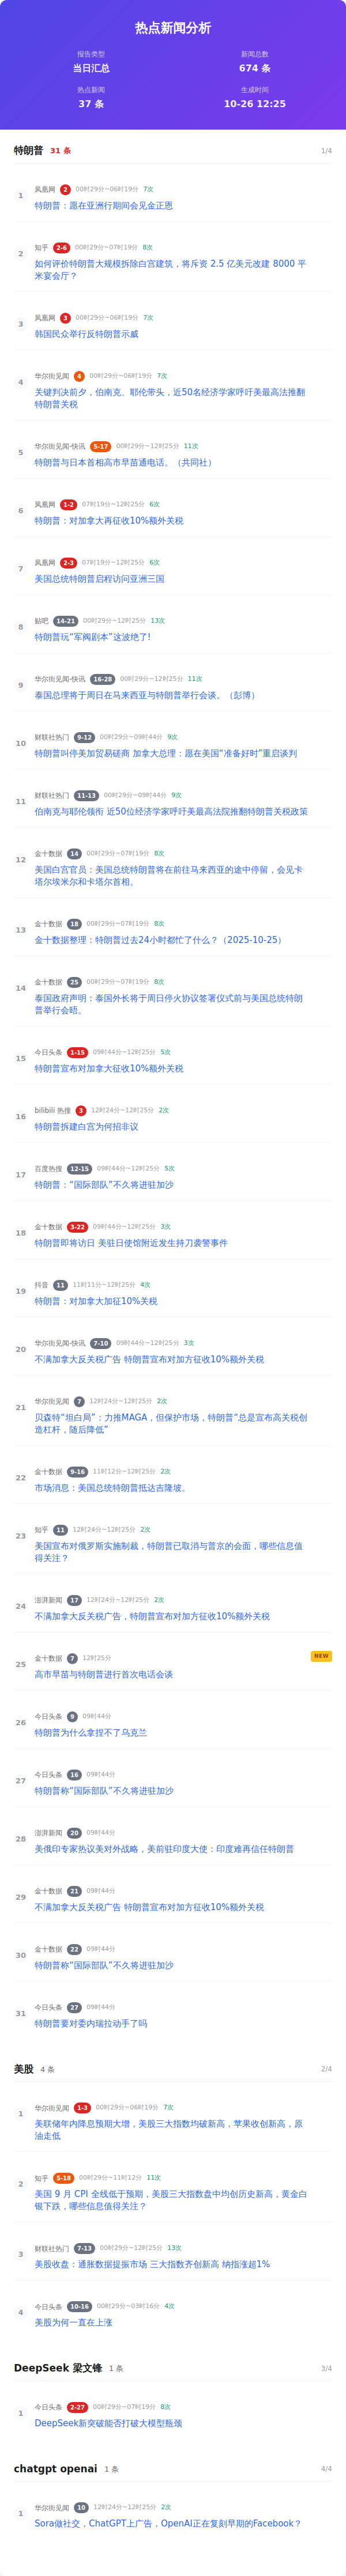 热点新闻分析
报告类型
新闻总数
当日汇总
674 条
热点新闻
生成时间
37 条
10-26 12:25
特朗普 31 条
1/4
1
凤凰网 2 00时29分~06时19分 7次
特朗普：愿在亚洲行期间会见金正恩
2
知乎 2-6 00时29分~07时19分 8次
如何评价特朗普大规模拆除白宫建筑，将斥资 2.5 亿美元改建 8000 平
米宴会厅？
3
凤凰网 3 00时29分~06时19分 7次
韩国民众举行反特朗普示威
4
华尔街见闻 4 00时29分~06时19分 7次
关键判决前夕，伯南克、耶伦带头，近50名经济学家呼吁美最高法院推翻
特朗普关税
5
华尔街见闻-快讯 5-17 00时29分~12时25分 11次
特朗普与日本首相高市早苗通电话。（共同社）
6
凤凰网 1-2 07时19分~12时25分 6次
特朗普：对加拿大再征收10%额外关税
7
凤凰网 2-3 07时19分~12时25分 6次
美国总统特朗普启程访问亚洲三国
8
贴吧 14-21 00时29分~12时25分 13次
特朗普玩“军阀剧本”这波绝了!
9
华尔街见闻-快讯 16-28 00时29分~12时25分 11次
泰国总理将于周日在马来西亚与特朗普举行会谈。（彭博）
10
财联社热门 9-12 00时29分~09时44分 9次
特朗普叫停美加贸易磋商 加拿大总理：愿在美国“准备好时”重启谈判
11
财联社热门 11-13 00时29分~09时44分 9次
伯南克与耶伦领衔 近50位经济学家呼吁美最高法院推翻特朗普关税政策
12
金十数据 14 00时29分~07时19分 8次
美国白宫官员：美国总统特朗普将在前往马来西亚的途中停留，会见卡
塔尔埃米尔和卡塔尔首相。
13
金十数据 18 00时29分~07时19分 8次
金十数据整理：特朗普过去24小时都忙了什么？（2025-10-25）
14
金十数据 25 00时29分~07时19分 8次
泰国政府声明：泰国外长将于周日停火协议签署仪式前与美国总统特朗
普举行会晤。
15
今日头条 1-15 09时44分~12时25分 5次
特朗普宣布对加拿大征收10%额外关税
16
bilibili 热搜 3 12时24分~12时25分 2次
特朗普拆建白宫为何招非议
17
百度热搜 12-15 09时44分~12时25分 5次
特朗普：“国际部队”不久将进驻加沙
18
金十数据 3-22 09时44分~12时25分 3次
特朗普即将访日 美驻日使馆附近发生持刀袭警事件
19
抖音 11 11时11分~12时25分 4次
特朗普：对加拿大加征10%关税
20
华尔街见闻-快讯 7-10 09时44分~12时25分 3次
不满加拿大反关税广告 特朗普宣布对加方征收10%额外关税
21
华尔街见闻 7 12时24分~12时25分 2次
贝森特“坦白局”：力推MAGA，但保护市场，特朗普“总是宣布高关税创
造杠杆，随后降低”
22
金十数据 9-16 11时12分~12时25分 2次
市场消息：美国总统特朗普抵达吉隆坡。
23
知乎 11 12时24分~12时25分 2次
美国宣布对俄罗斯实施制裁，特朗普已取消与普京的会面，哪些信息值
得关注？
24
澎湃新闻 17 12时24分~12时25分 2次
不满加拿大反关税广告，特朗普宣布对加方征收10%额外关税
25
金十数据 7 12时25分
NEW
高市早苗与特朗普进行首次电话会谈
26
今日头条 9 09时44分
特朗普为什么拿捏不了乌克兰
27
今日头条 16 09时44分
特朗普称“国际部队”不久将进驻加沙
28
澎湃新闻 20 09时44分
美俄印专家热议美对外战略，美前驻印度大使：印度难再信任特朗普
29
金十数据 21 09时44分
不满加拿大反关税广告 特朗普宣布对加方征收10%额外关税
30
金十数据 22 09时44分
特朗普称“国际部队”不久将进驻加沙
31
今日头条 27 09时44分
特朗普要对委内瑞拉动手了吗
美股 4 条
2/4
1
华尔街见闻 1-3 00时29分~06时19分 7次
美联储年内降息预期大增，美股三大指数均破新高，苹果收创新高，原
油走低
2
知乎 5-18 00时29分~11时12分 11次
美国 9 月 CPI 全线低于预期，美股三大指数盘中均创历史新高，黄金白
银下跌，哪些信息值得关注？
3
财联社热门 7-13 00时29分~12时25分 13次
美股收盘：通胀数据提振市场 三大指数齐创新高 纳指涨超1%
4
今日头条 10-16 00时29分~03时16分 4次
美股为何一直在上涨
DeepSeek 梁文锋 1 条
3/4
1
今日头条 2-27 00时29分~07时19分 8次
DeepSeek新突破能否打破大模型瓶颈
chatgpt openai 1 条
4/4
1
华尔街见闻 10 12时24分~12时25分 2次
Sora做社交，ChatGPT上广告，OpenAI正在复刻早期的Facebook？